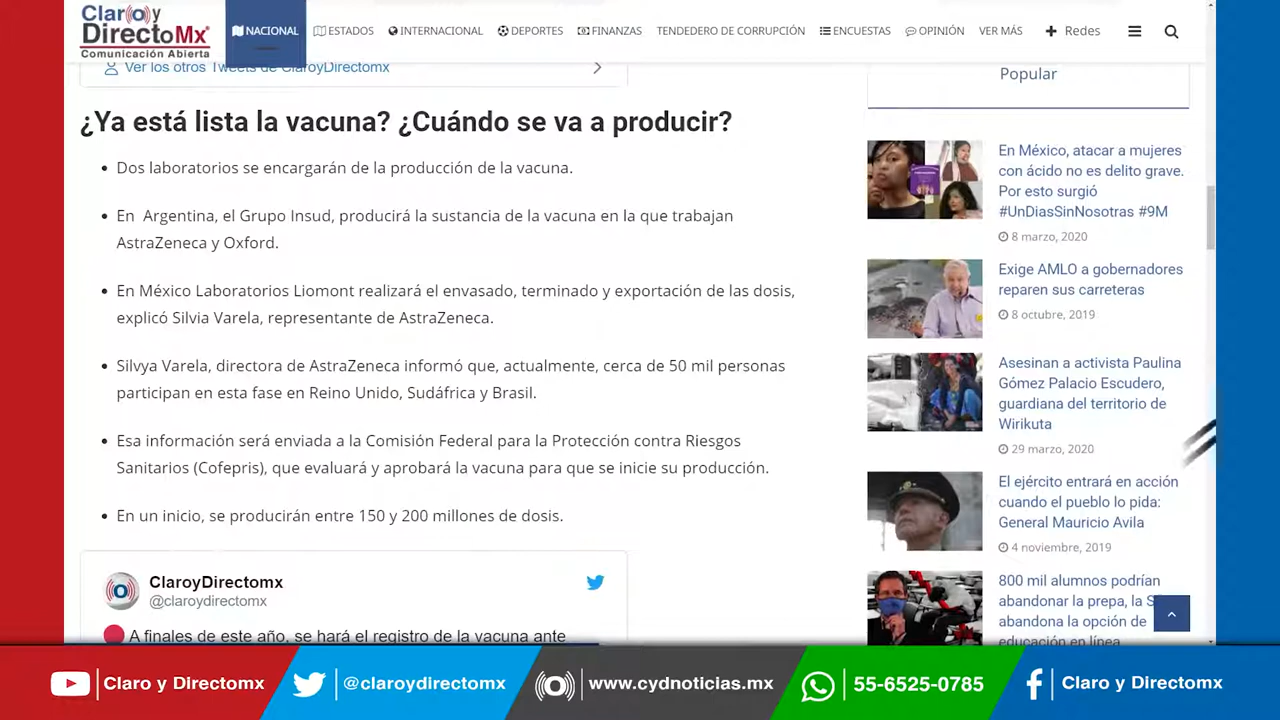 Claro y
DirectoMx
Comunicación Abierta
NACIONAL
ESTADOS
INTERNACIONAL
DEPORTES
FINANZAS
TENDEDERO DE CORRUPCIÓN
ENCUESTAS
OPINIÓN
VER MÁS
Redes
Ver los otros Tweets de ClaroyDirectomx
¿Ya está lista la vacuna? ¿Cuándo se va a producir?
Dos laboratorios se encargarán de la producción de la vacuna.
En Argentina, el Grupo Insud, producirá la sustancia de la vacuna en la que trabajan
AstraZeneca y Oxford.
En México Laboratorios Liomont realizará el envasado, terminado y exportación de las dosis,
explicó Silvia Varela, representante de AstraZeneca.
Silvya Varela, directora de AstraZeneca informó que, actualmente, cerca de 50 mil personas
participan en esta fase en Reino Unido, Sudáfrica y Brasil.
Esa información será enviada a la Comisión Federal para la Protección contra Riesgos
Sanitarios (Cofepris), que evaluará y aprobará la vacuna para que se inicie su producción.
En un inicio, se producirán entre 150 y 200 millones de dosis.
ClaroyDirectomx
@claroydirectomx
A finales de este año, se hará el registro de la vacuna ante
Popular
En México, atacar a mujeres
con ácido no es delito grave.
Por esto surgió
#UnDiasSinNosotras #9M
8 marzo, 2020
Exige AMLO a gobernadores
reparen sus carreteras
8 octubre, 2019
Asesinan a activista Paulina
Gómez Palacio Escudero,
guardiana del territorio de
Wirikuta
29 marzo, 2020
El ejército entrará en acción
cuando el pueblo lo pida:
General Mauricio Avila
4 noviembre, 2019
800 mil alumnos podrían
abandonar la prepa, la
abandona la opción de
educación en línea
Claro y Directomx
@claroydirectomx
www.cydnoticias.mx
55-6525-0785
Claro y Directomx